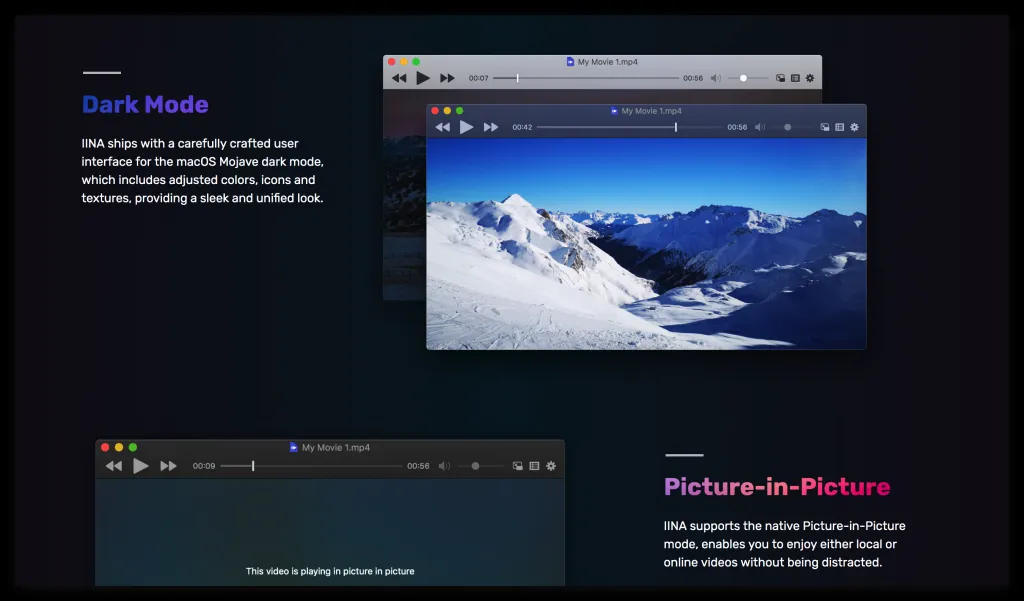 Dark Mode
IINA ships with a carefully crafted user
interface for the macOS Mojave dark mode,
which includes adjusted colors, icons and
textures, providing a sleek and unified look.
My Movie 1.mp4
00:07
00:56
My Movie 1.mp4
00:42
00:56
My Movie 1.mp4
00:09
00:56
This video is playing in picture in picture
Picture-in-Picture
IINA supports the native Picture-in-Picture
mode, enables you to enjoy either local or
online videos without being distracted.